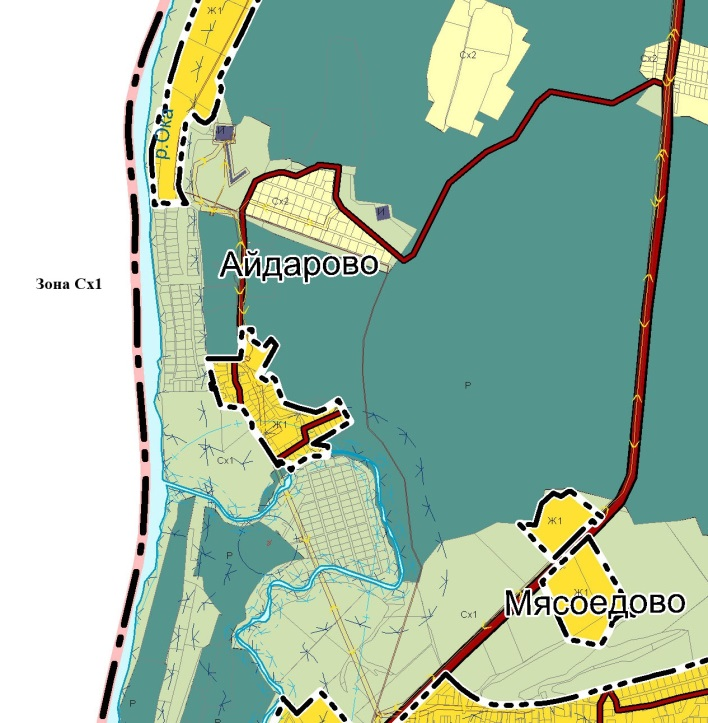 Ж1
Сх2
Сх2
р.Ока
И
Сх2
И
Айдарово
Зона Сх1
Р
Ж1
Сх1
Ж1
Р
Мясоедово
Ж1
Сх1
Р
Р